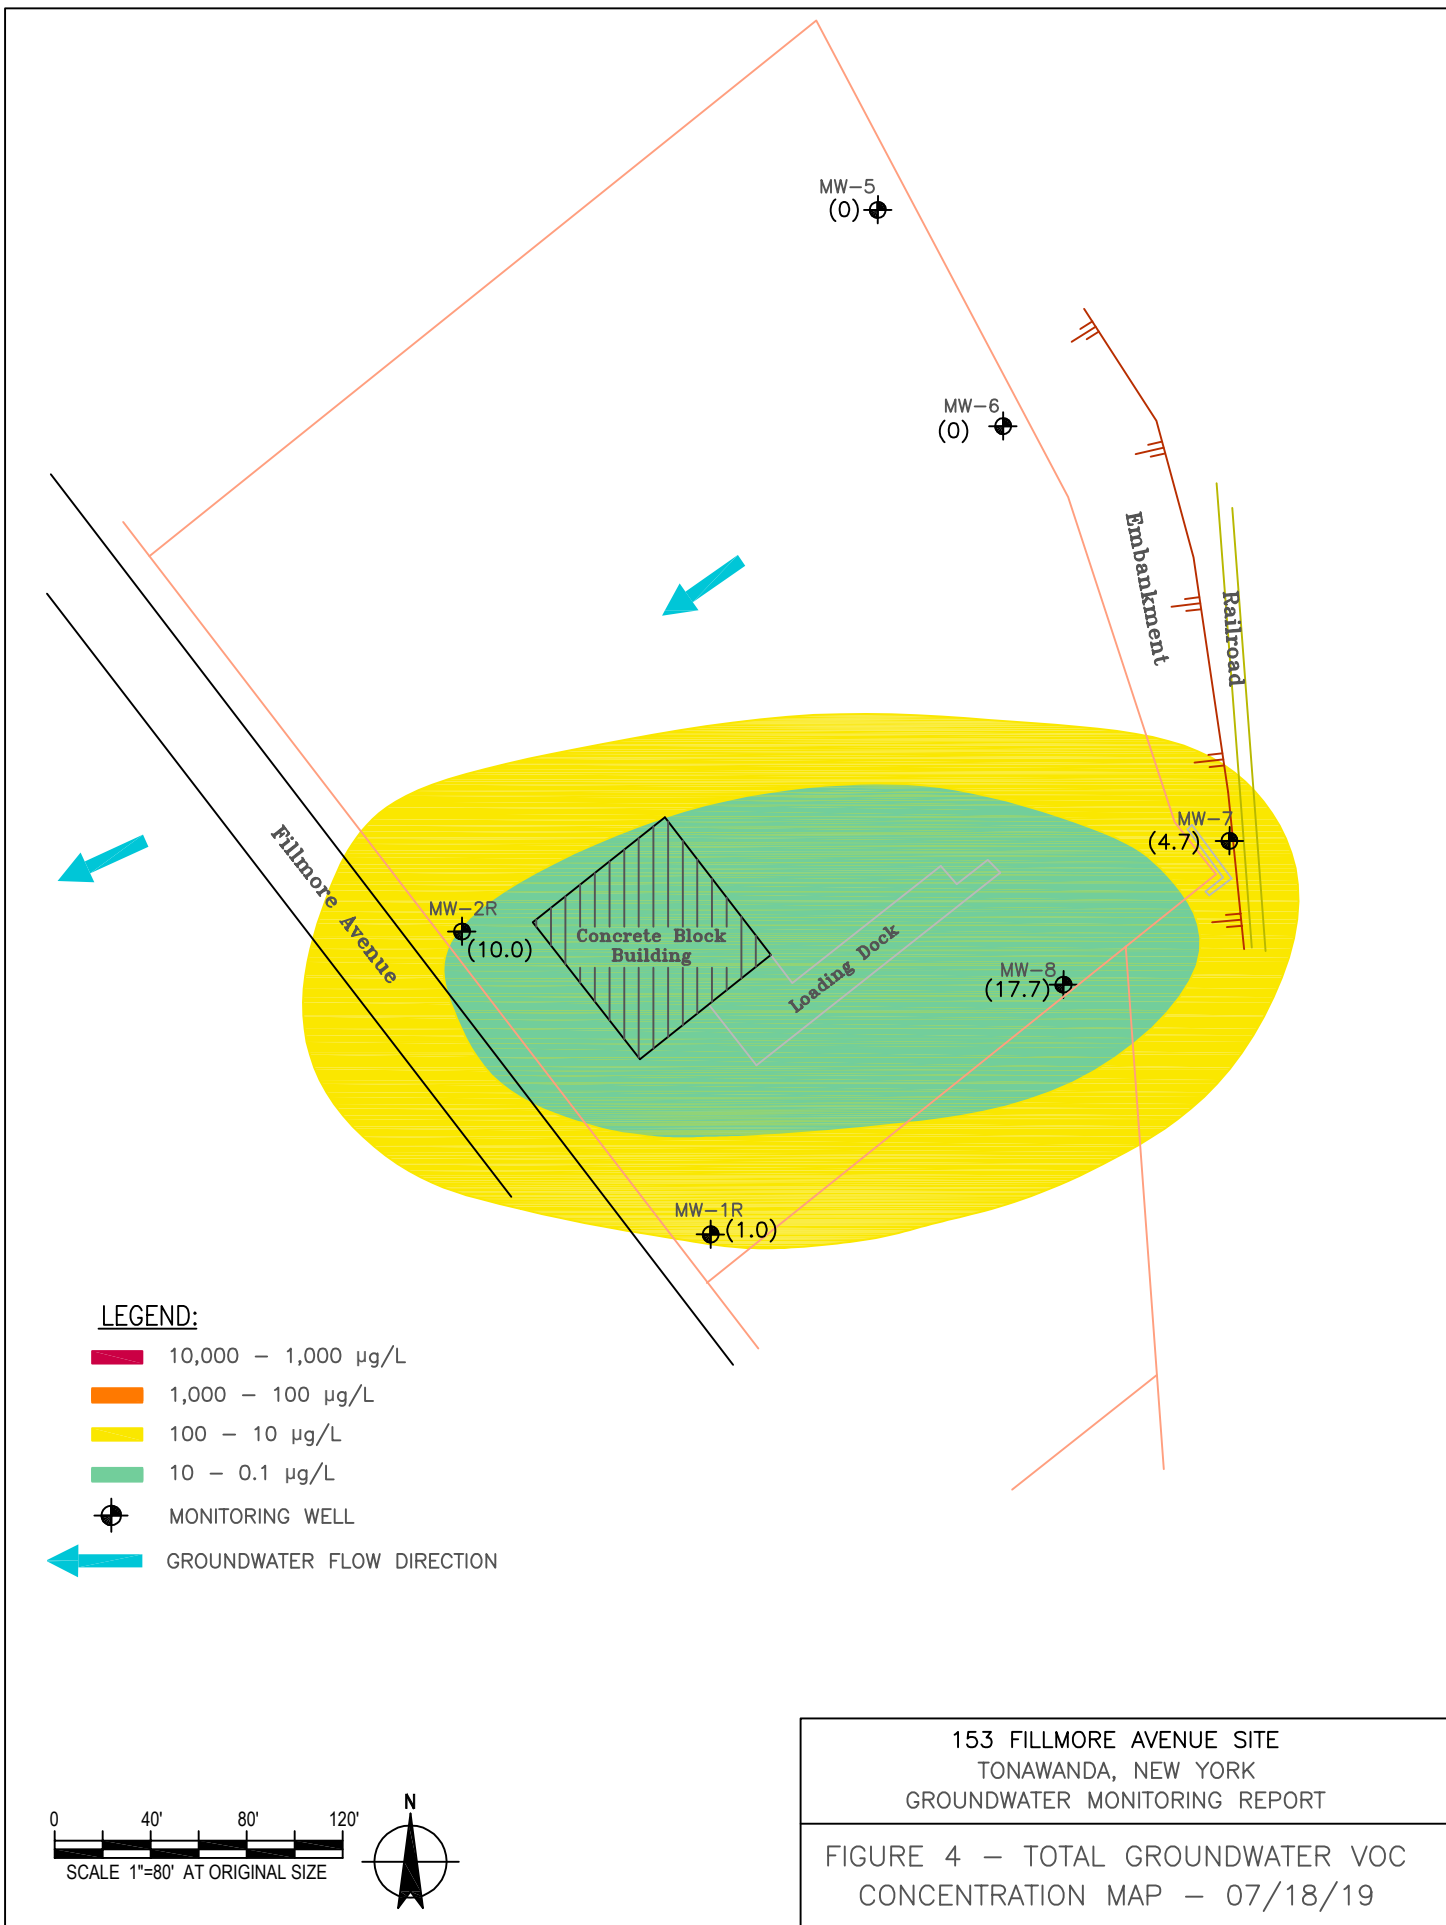 MW-5
(0)
MW-6
(0)
Embankment
Railroad
MW-7
(4.7)
Fillmore Avenue
MW-2R
(10.0)
Concrete Block
Building
Loading Dock
MW-8
(17.7)
MW-1R
(1.0)
LEGEND:
10,000 - 1,000 µg/L
1,000 - 100 µg/L
100 - 10 µg/L
10 - 0.1 µg/L
MONITORING WELL
GROUNDWATER FLOW DIRECTION
0 40' 80' 120'
SCALE 1"=80' AT ORIGINAL SIZE
N
153 FILLMORE AVENUE SITE
TONAWANDA, NEW YORK
GROUNDWATER MONITORING REPORT
FIGURE 4 - TOTAL GROUNDWATER VOC
CONCENTRATION MAP - 07/18/19